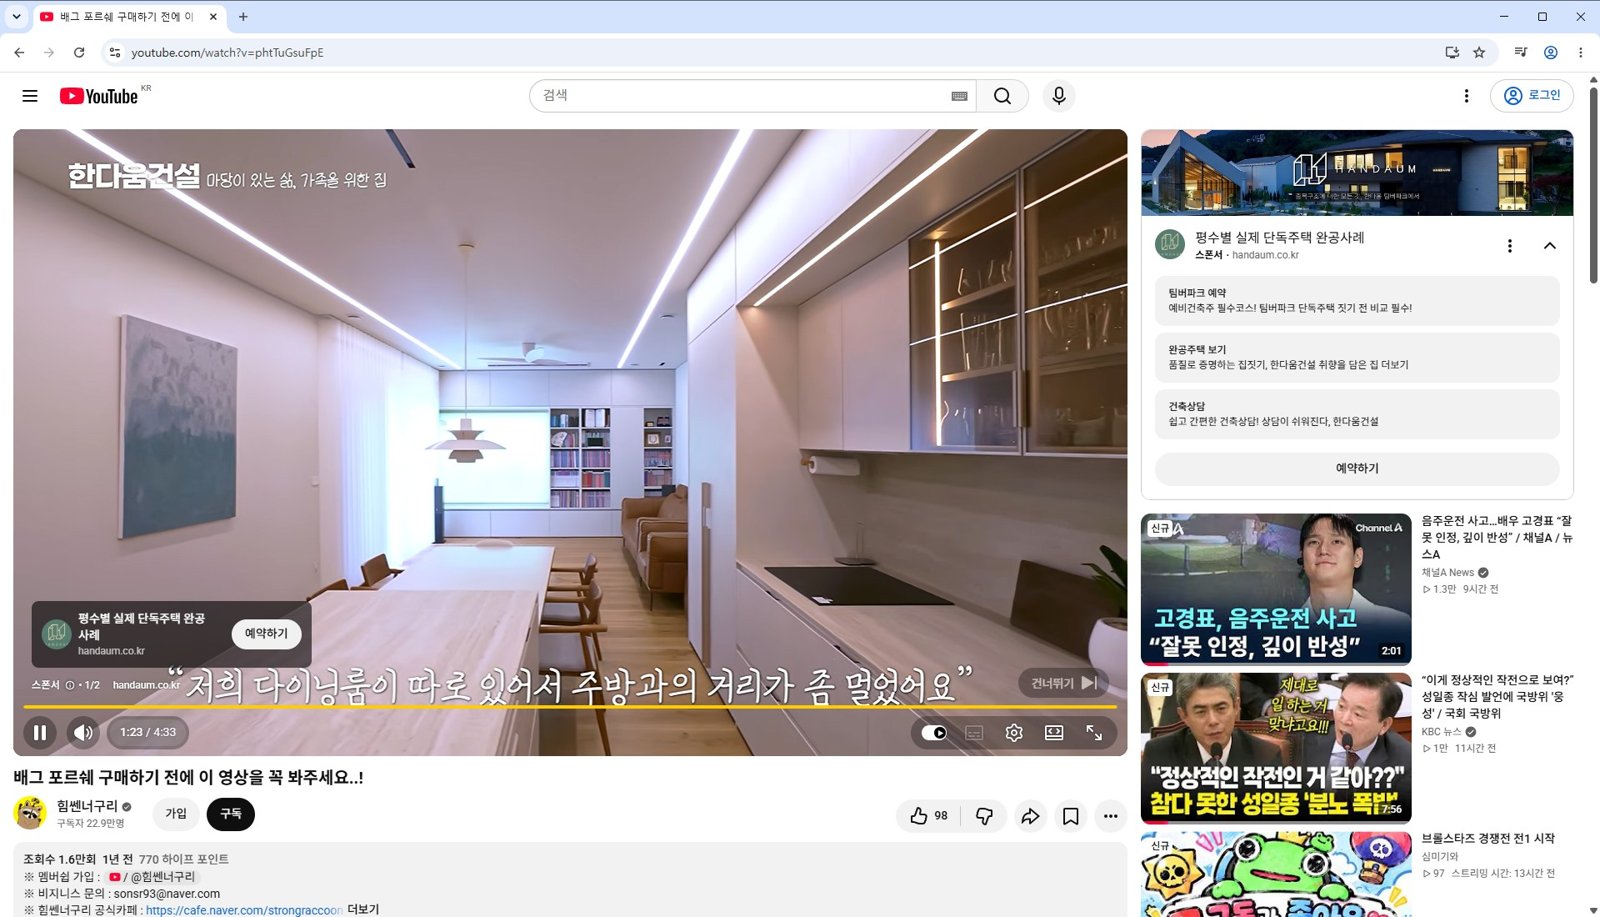 배그 포르쉐 구매하기 전에 이
youtube.com/watch?v=phtTuGsuFpE
YouTube KR
검색
로그인
한다움건설 마당이 있는 삶, 가족을 위한 집
평수별 실제 단독주택 완공
사례
handaum.co.kr
예약하기
스폰서 · 1/2 handaum.co.kr
“저희 다이닝룸이 따로 있어서 주방과의 거리가 좀 멀었어요”
건너뛰기
1:23 / 4:33
배그 포르쉐 구매하기 전에 이 영상을 꼭 봐주세요..!
힘쎈너구리
구독자 22.9만명
가입
구독
98
조회수 1.6만회 1년 전 770 하이프 포인트
※ 멤버쉽 가입 : / @힘쎈너구리
※ 비지니스 문의 : sonsr93@naver.com
※ 힘쎈너구리 공식카페 : https://cafe.naver.com/strongraccoon 더보기
HANDAUM
평수별 실제 단독주택 완공사례
스폰서 · handaum.co.kr
팀버파크 예약
예비건축주 필수코스! 팀버파크 단독주택 짓기 전 비교 필수!
완공주택 보기
품질로 증명하는 집짓기, 한다움건설 취향을 담은 집 더보기
건축상담
쉽고 간편한 건축상담! 상담이 쉬워진다, 한다움건설
예약하기
신규
Channel A
고경표, 음주운전 사고
“잘못 인정, 깊이 반성”
2:01
음주운전 사고…배우 고경표 “잘
못 인정, 깊이 반성” / 채널A / 뉴
스A
채널A News
1.3만 9시간 전
신규
제대로
일 하는 거
맞냐고요!!!
“정상적인 작전인 거 같아??”
참다 못한 성일종 ‘분노 폭발’
7:56
“이게 정상적인 작전으로 보여?”
성일종 작심 발언에 국방위 '웅
성' / 국회 국방위
KBC 뉴스
1만 11시간 전
신규
구독과 좋아요
브롤스타즈 경쟁전 전1 시작
심미기와
97 스트리밍 시간: 13시간 전